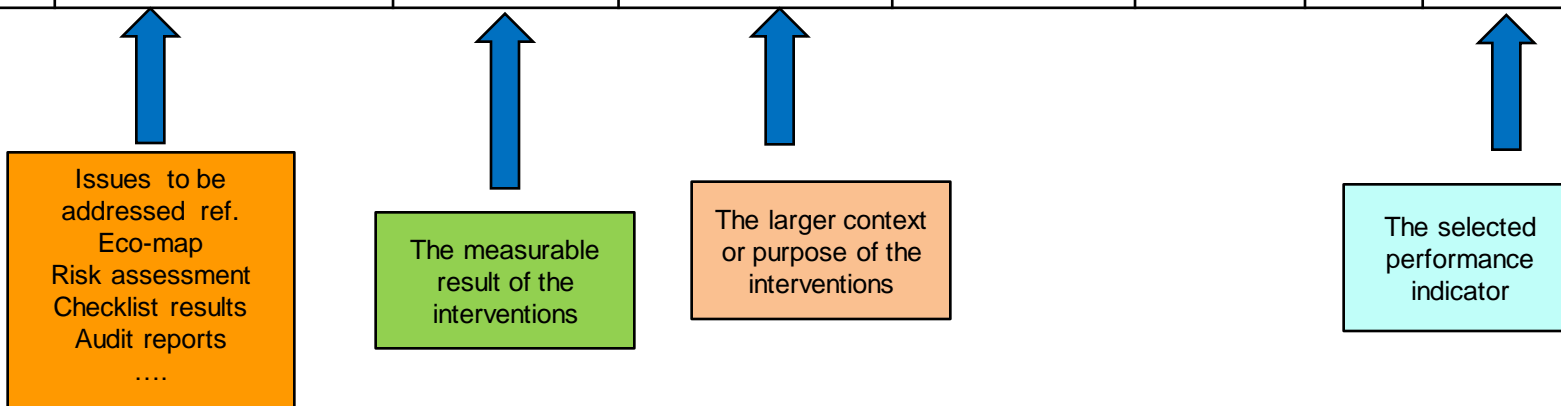 Issues to be
addressed ref.
Eco-map
Risk assessment
Checklist results
Audit reports
….
The measurable
result of the
interventions
The larger context
or purpose of the
interventions
The selected
performance
indicator